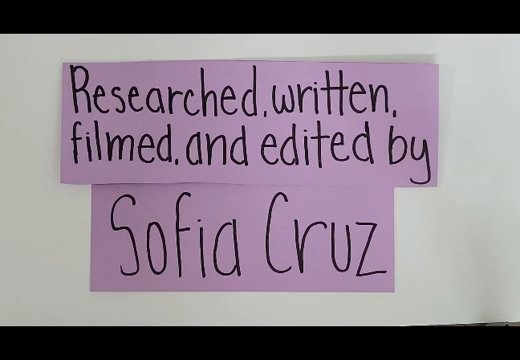 Researched, written,
filmed, and edited by
Sofia Cruz